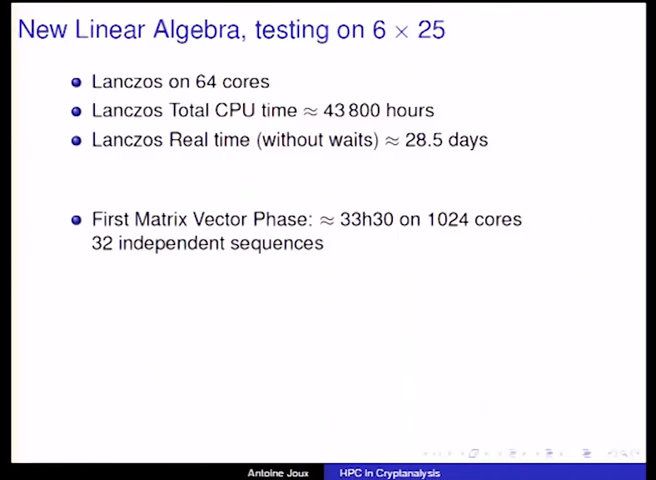 New Linear Algebra, testing on 6 × 25
Lanczos on 64 cores
Lanczos Total CPU time ≈ 43 800 hours
Lanczos Real time (without waits) ≈ 28.5 days
First Matrix Vector Phase: ≈ 33h30 on 1024 cores
32 independent sequences
Antoine Joux HPC in Cryptanalysis